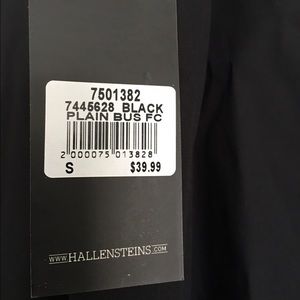 7501382
7445628 BLACK
PLAIN BUS FC
2 000075 013828
S $39.99
www.HALLENSTEINS.COM